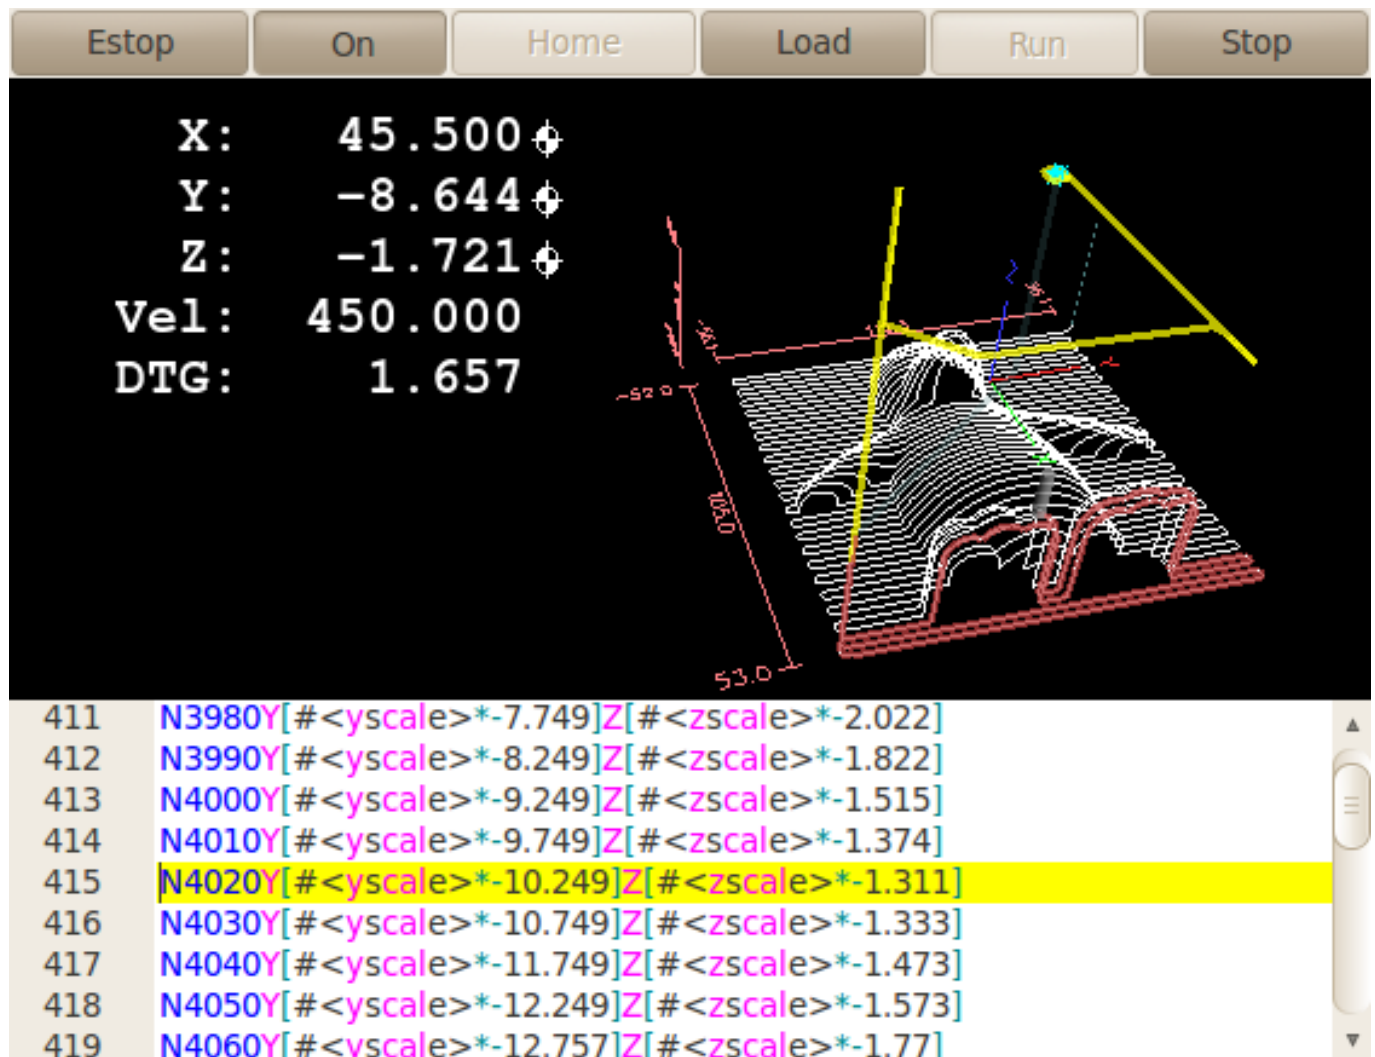 Estop On Home Load Run Stop
X: 45.500
Y: -8.644
Z: -1.721
Vel: 450.000
DTG: 1.657
105.0
53.0
411 N3980Y[#<yscale>*-7.749]Z[#<zscale>*-2.022]
412 N3990Y[#<yscale>*-8.249]Z[#<zscale>*-1.822]
413 N4000Y[#<yscale>*-9.249]Z[#<zscale>*-1.515]
414 N4010Y[#<yscale>*-9.749]Z[#<zscale>*-1.374]
415 N4020Y[#<yscale>*-10.249]Z[#<zscale>*-1.311]
416 N4030Y[#<yscale>*-10.749]Z[#<zscale>*-1.333]
417 N4040Y[#<yscale>*-11.749]Z[#<zscale>*-1.473]
418 N4050Y[#<yscale>*-12.249]Z[#<zscale>*-1.573]
419 N4060Y[#<yscale>*-12.757]Z[#<zscale>*-1.77]